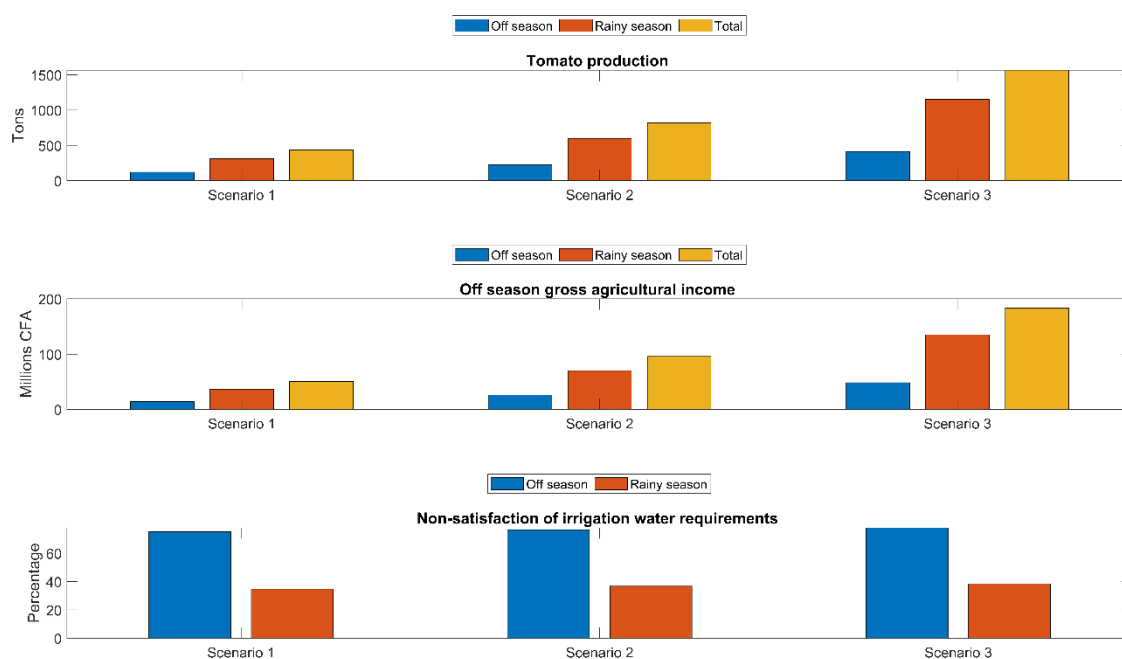 Off season Rainy season Total
Tomato production
Tons
1500
1000
500
0
Scenario 1 Scenario 2 Scenario 3
Off season Rainy season Total
Off season gross agricultural income
Millions CFA
200
100
0
Scenario 1 Scenario 2 Scenario 3
Off season Rainy season
Non-satisfaction of irrigation water requirements
Percentage
60
40
20
0
Scenario 1 Scenario 2 Scenario 3